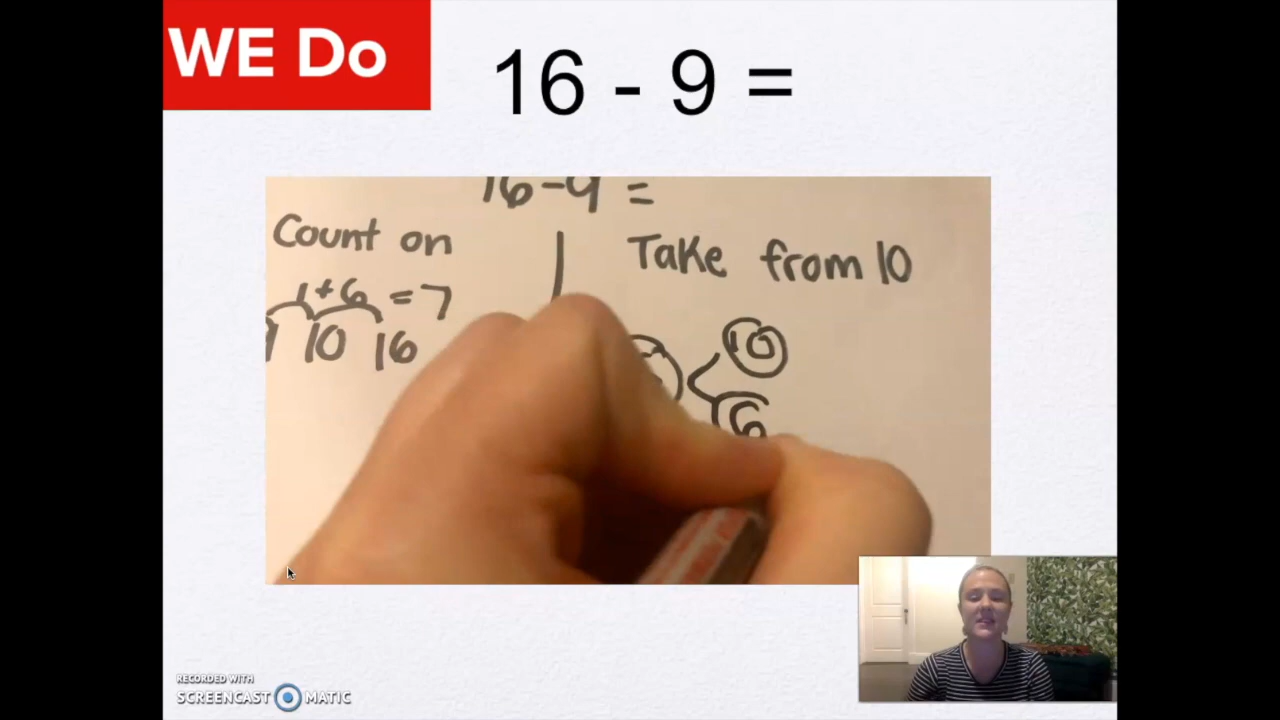 WE Do
16 - 9 =
16-9 =
Count on
Take from 10
1+6 =7
10 16
10
6
RECORDED WITH
SCREENCAST MATIC